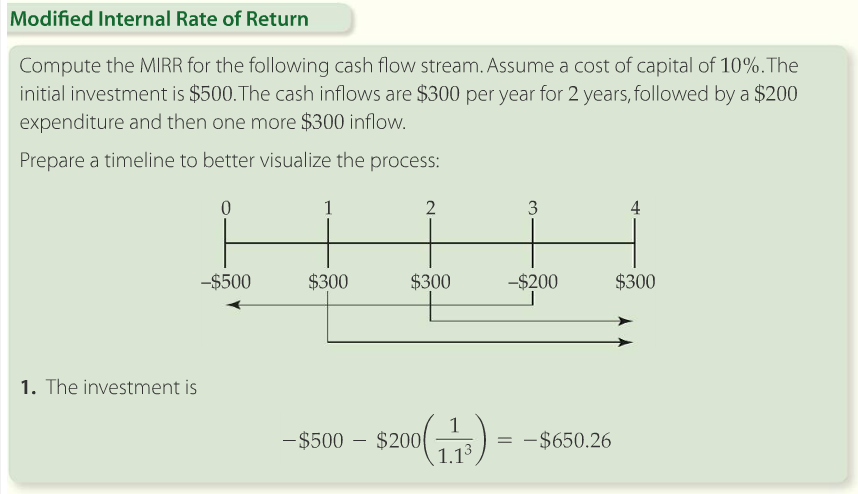 Modified Internal Rate of Return
Compute the MIRR for the following cash flow stream. Assume a cost of capital of 10%. The
initial investment is $500. The cash inflows are $300 per year for 2 years, followed by a $200
expenditure and then one more $300 inflow.
Prepare a timeline to better visualize the process:
0 1 2 3 4
–$500 $300 $300 –$200 $300
1. The investment is
−$500 − $200(1/1.1³) = −$650.26